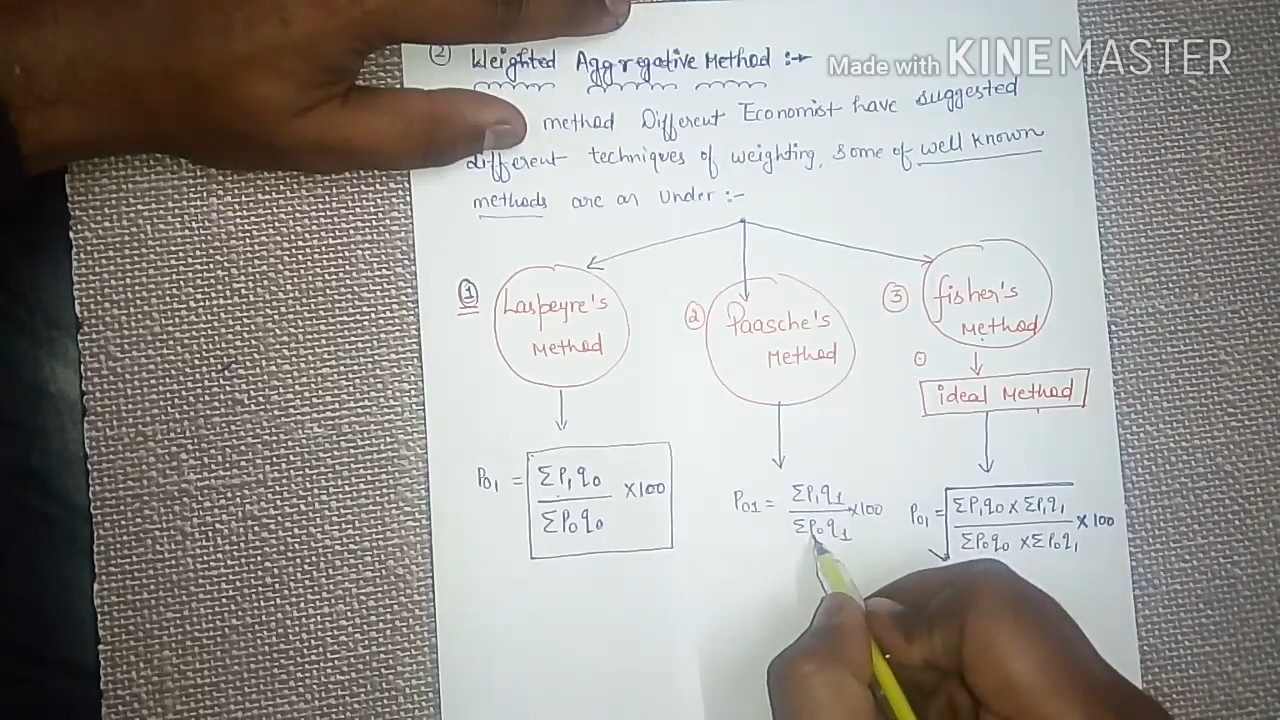 ② Weighted Aggregative Method :→
Made with KINEMASTER
method Different Economist have suggested
different techniques of weighting, some of well known
methods are as under :-
① Laspeyre's
Method
② Paasche's
Method
③ fisher's
Method
ideal Method
P₀₁ = ΣP₁q₀ / ΣP₀q₀ ×100
P₀₁ = ΣP₁q₁ / ΣP₀q₁ ×100
P₀₁ = √(ΣP₁q₀ × ΣP₁q₁ / ΣP₀q₀ × ΣP₀q₁) × 100